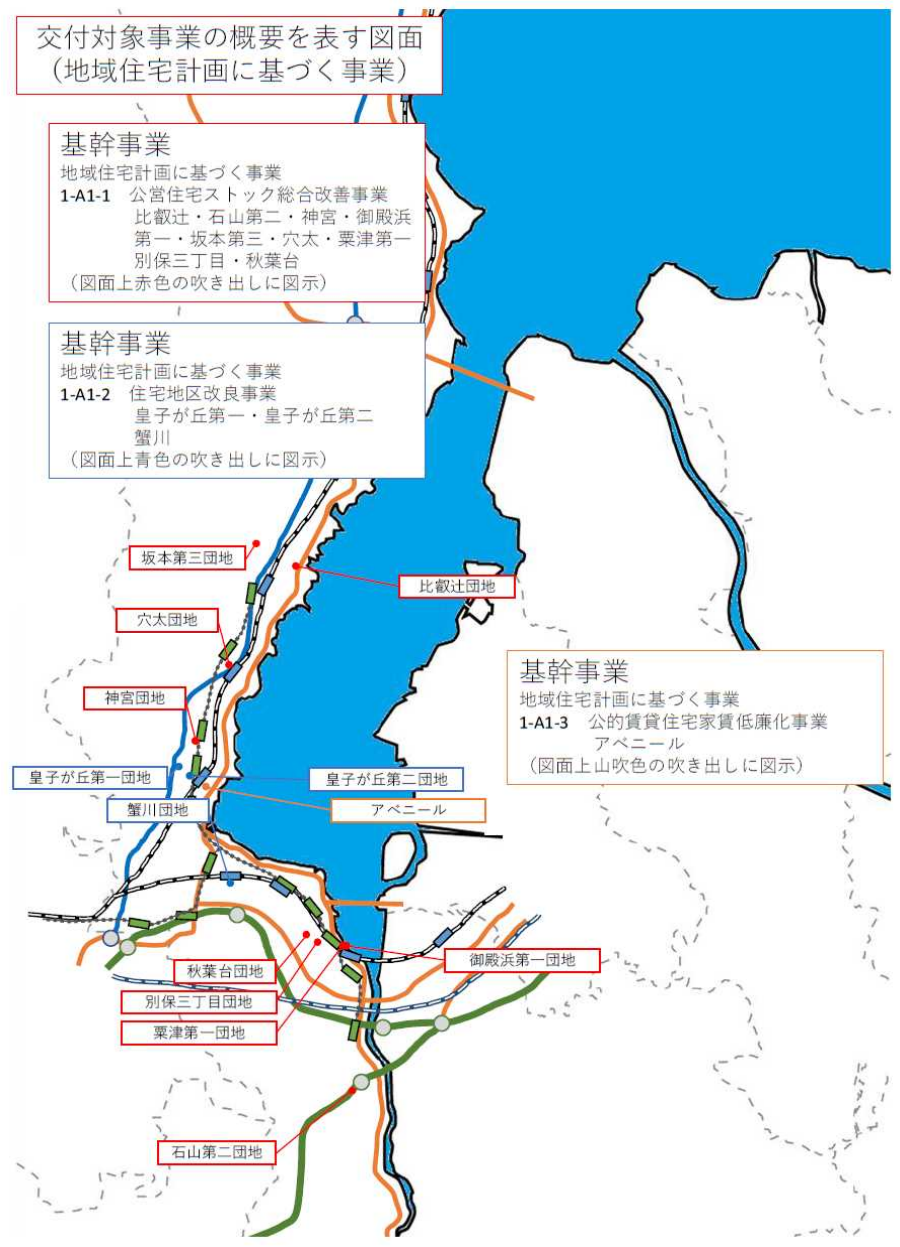 交付対象事業の概要を表す図面
（地域住宅計画に基づく事業）
基幹事業
地域住宅計画に基づく事業
1-A1-1　公営住宅ストック総合改善事業
比叡辻・石山第二・神宮・御殿浜
第一・坂本第三・穴太・粟津第一
別保三丁目・秋葉台
（図面上赤色の吹き出しに図示）
基幹事業
地域住宅計画に基づく事業
1-A1-2　住宅地区改良事業
皇子が丘第一・皇子が丘第二
蟹川
（図面上青色の吹き出しに図示）
坂本第三団地
比叡辻団地
穴太団地
基幹事業
地域住宅計画に基づく事業
1-A1-3　公的賃貸住宅家賃低廉化事業
アベニール
（図面上山吹色の吹き出しに図示）
神宮団地
皇子が丘第一団地
皇子が丘第二団地
蟹川団地
アベニール
秋葉台団地
御殿浜第一団地
別保三丁目団地
粟津第一団地
石山第二団地